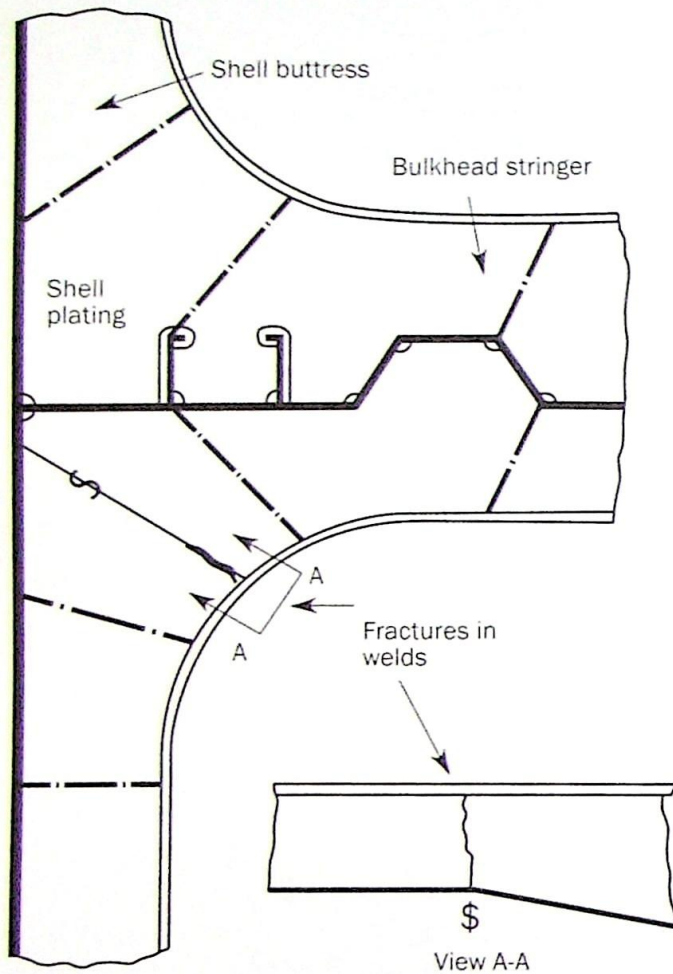 Shell buttress
Bulkhead stringer
Shell
plating
S
A
A
Fractures in
welds
$
View A-A